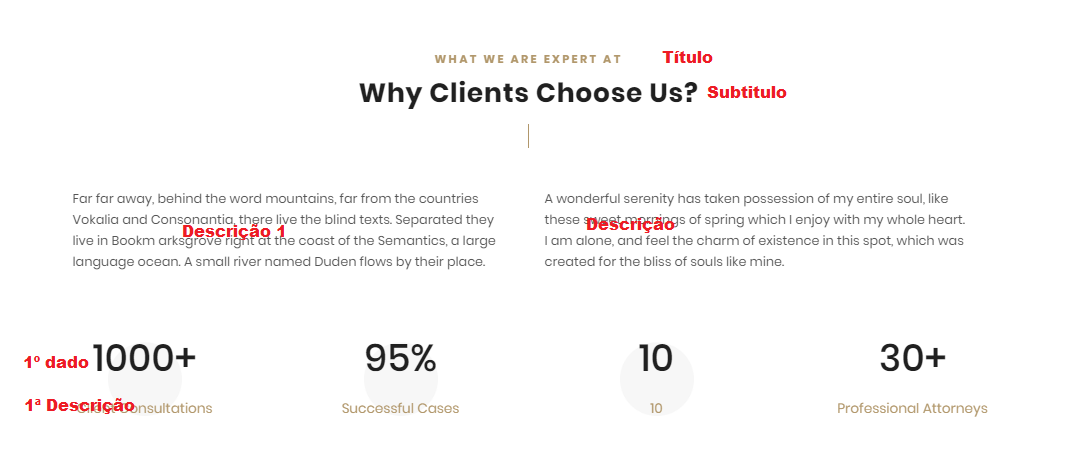 WHAT WE ARE EXPERT AT Título
Why Clients Choose Us? Subtitulo
Far far away, behind the word mountains, far from the countries
Vokalia and Consonantia, there live the blind texts. Separated they
Descrição 1
live in Bookm arksgrove right at the coast of the Semantics, a large
language ocean. A small river named Duden flows by their place.
A wonderful serenity has taken possession of my entire soul, like
these sweet mornings of spring which I enjoy with my whole heart.
Descrição
I am alone, and feel the charm of existence in this spot, which was
created for the bliss of souls like mine.
1º dado 1000+
1ª Descrição Client Consultations
95%
Successful Cases
10
10
30+
Professional Attorneys